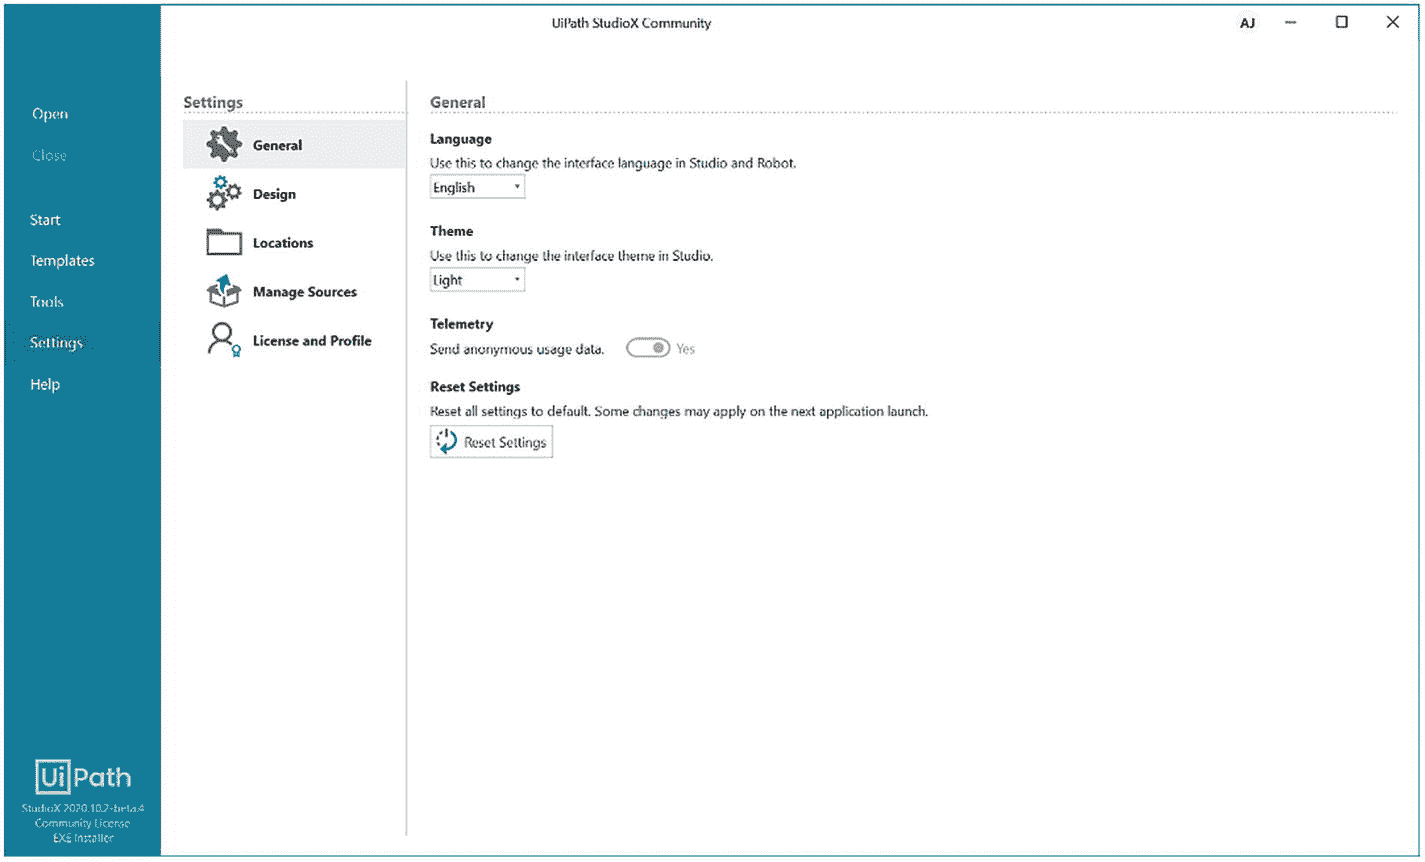 UiPath StudioX Community
AJ
Open
Close
Start
Templates
Tools
Settings
Help
UiPath
StudioX 2020.10.2-beta.4
Community License
EXE Installer
Settings
General
Design
Locations
Manage Sources
License and Profile
General
Language
Use this to change the interface language in Studio and Robot.
English
Theme
Use this to change the interface theme in Studio.
Light
Telemetry
Send anonymous usage data. Yes
Reset Settings
Reset all settings to default. Some changes may apply on the next application launch.
Reset Settings